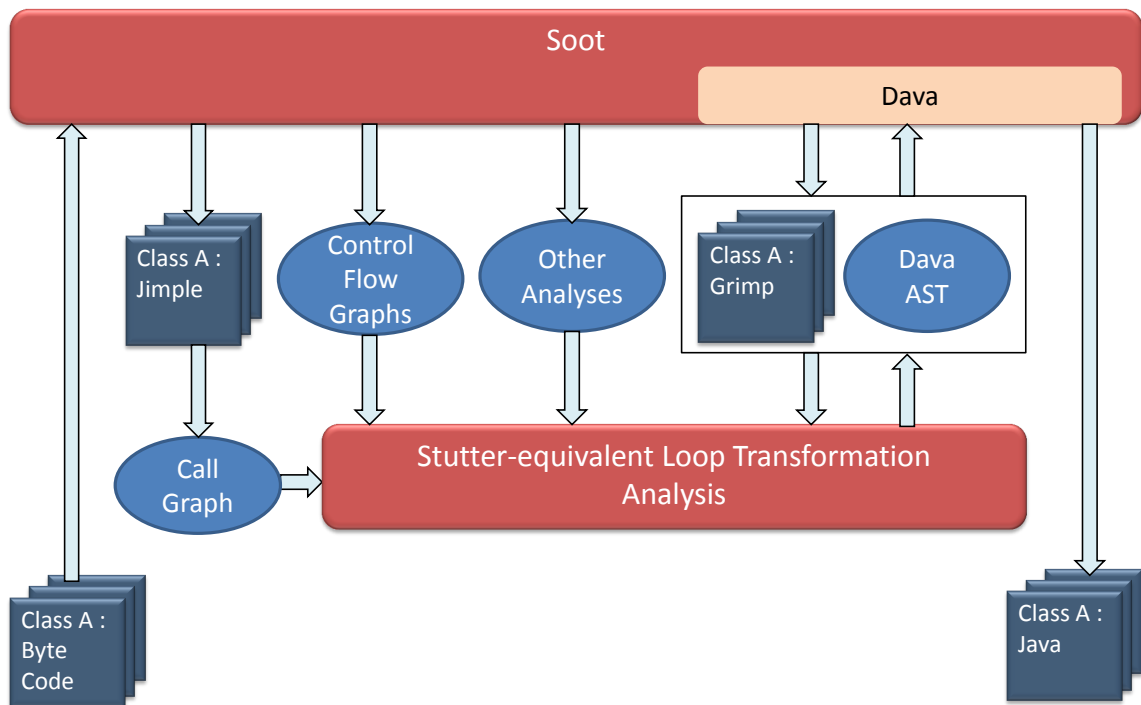 Soot
Dava
Class A :
Jimple
Control
Flow
Graphs
Other
Analyses
Class A :
Grimp
Dava
AST
Call
Graph
Stutter-equivalent Loop Transformation
Analysis
Class A :
Byte
Code
Class A :
Java